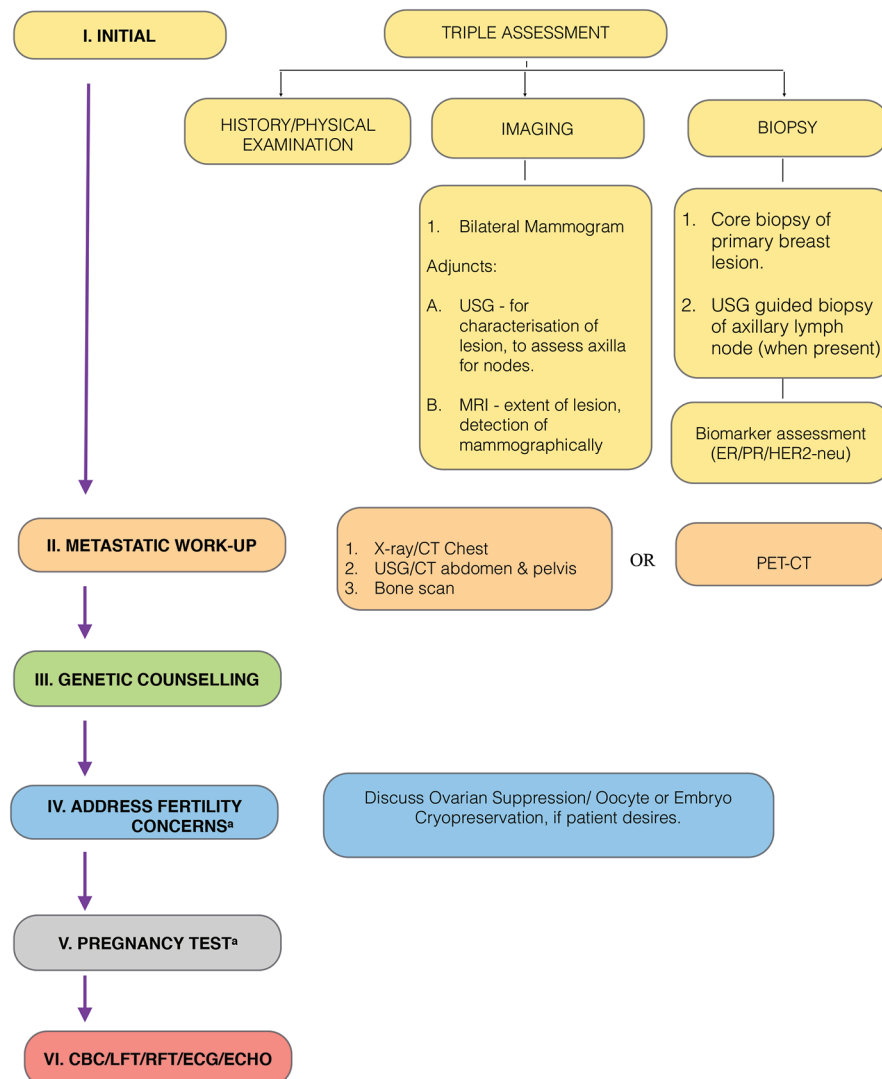 I. INITIAL
TRIPLE ASSESSMENT
HISTORY/PHYSICAL
EXAMINATION
IMAGING
BIOPSY
1. Bilateral Mammogram
Adjuncts:
A. USG - for
characterisation of
lesion, to assess axilla
for nodes.
B. MRI - extent of lesion,
detection of
mammographically
1. Core biopsy of
primary breast
lesion.
2. USG guided biopsy
of axillary lymph
node (when present)
Biomarker assessment
(ER/PR/HER2-neu)
II. METASTATIC WORK-UP
1. X-ray/CT Chest
2. USG/CT abdomen & pelvis
3. Bone scan
OR
PET-CT
III. GENETIC COUNSELLING
IV. ADDRESS FERTILITY
CONCERNSᵃ
Discuss Ovarian Suppression/ Oocyte or Embryo
Cryopreservation, if patient desires.
V. PREGNANCY TESTᵃ
VI. CBC/LFT/RFT/ECG/ECHO